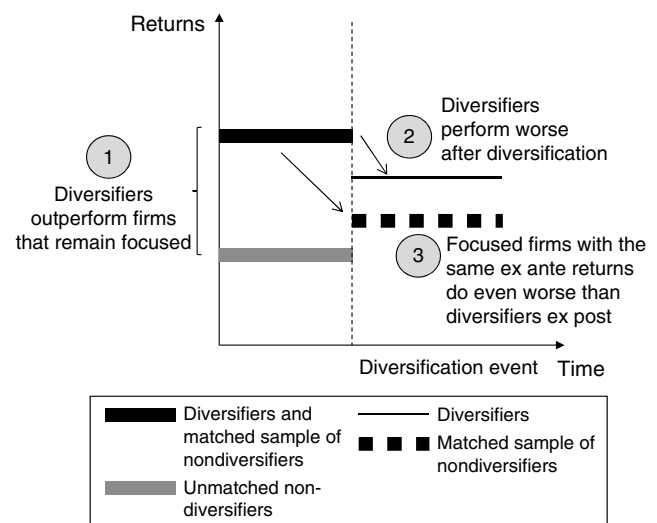 Returns
1
Diversifiers
outperform firms
that remain focused
2
Diversifiers
perform worse
after diversification
3
Focused firms with the
same ex ante returns
do even worse than
diversifiers ex post
Diversification event
Time
Diversifiers and
matched sample of
nondiversifiers
Unmatched non-
diversifiers
Diversifiers
Matched sample of
nondiversifiers